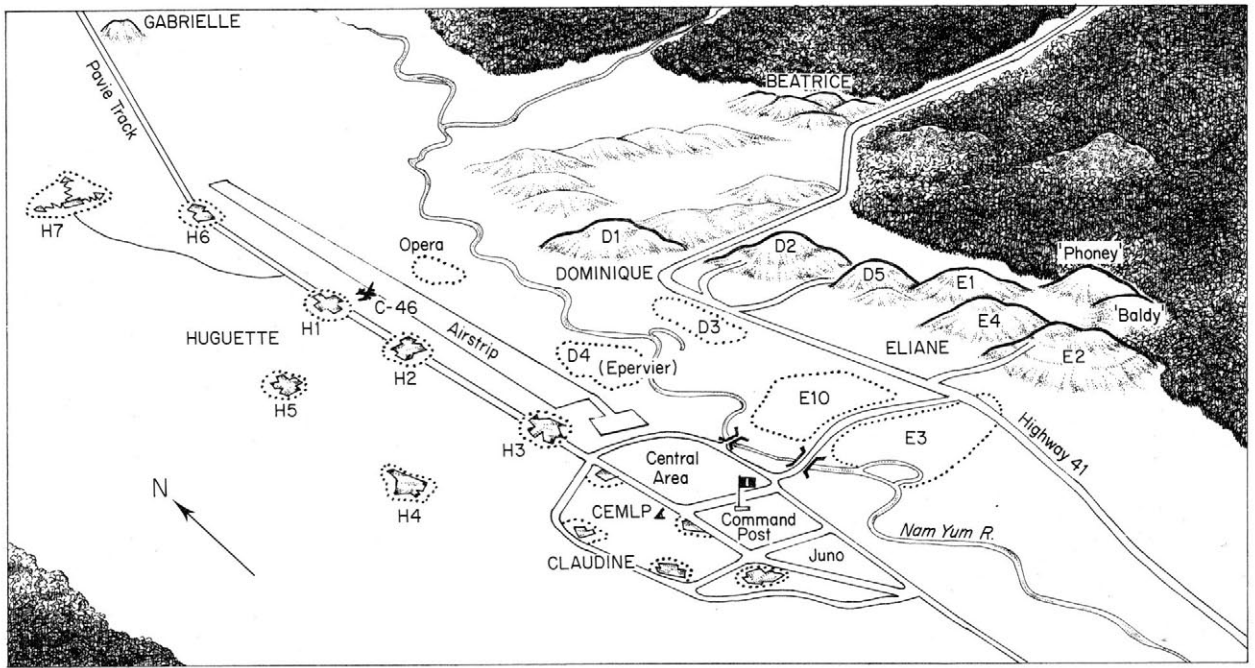 GABRIELLE
Pavie Track
BEATRICE
H7
H6
Opera
D1
DOMINIQUE
D2
D5
E1
'Phoney'
'Baldy'
H1
C-46
HUGUETTE
Airstrip
D3
E4
ELIANE
E2
H2
D4
(Epervier)
H5
E10
H3
E3
Highway 41
Central
Area
N
H4
CEMLP
Command
Post
Nam Yum R.
CLAUDINE
Juno